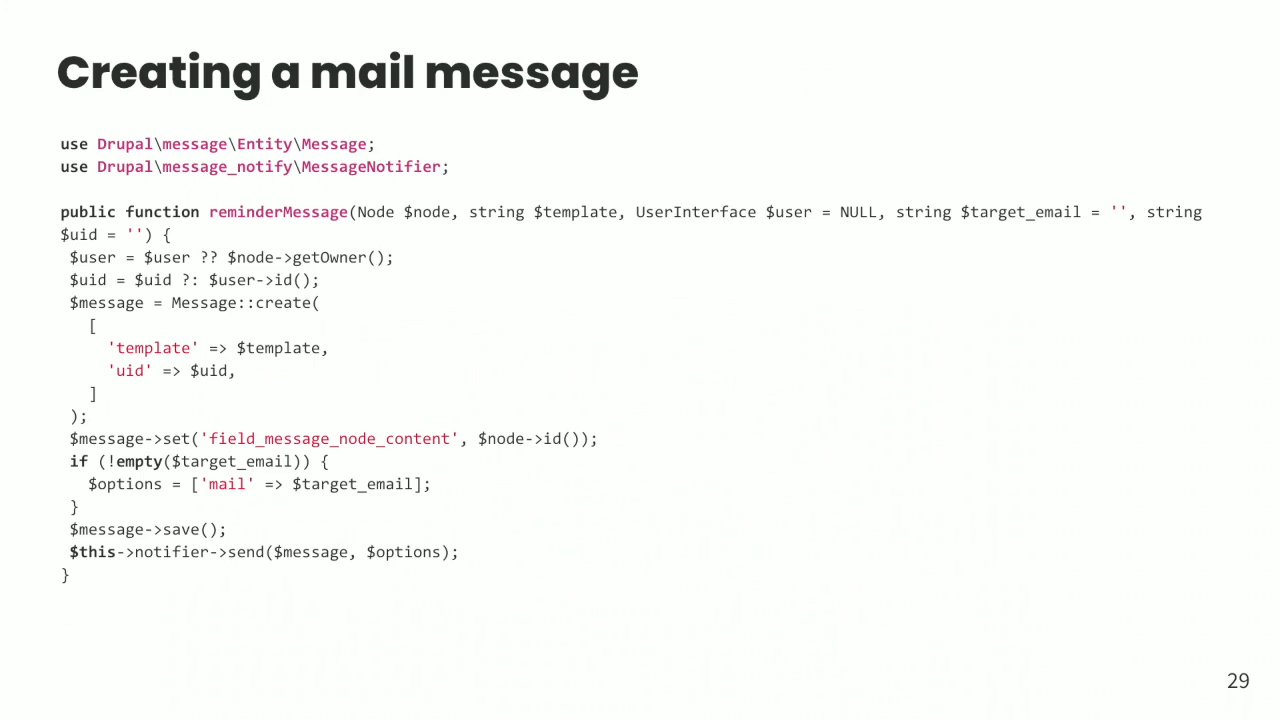 Creating a mail message
use Drupal\message\Entity\Message;
use Drupal\message_notify\MessageNotifier;
public function reminderMessage(Node $node, string $template, UserInterface $user = NULL, string $target_email = '', string
$uid = '') {
$user = $user ?? $node->getOwner();
$uid = $uid ?: $user->id();
$message = Message::create(
[
'template' => $template,
'uid' => $uid,
]
);
$message->set('field_message_node_content', $node->id());
if (!empty($target_email)) {
$options = ['mail' => $target_email];
}
$message->save();
$this->notifier->send($message, $options);
}
29